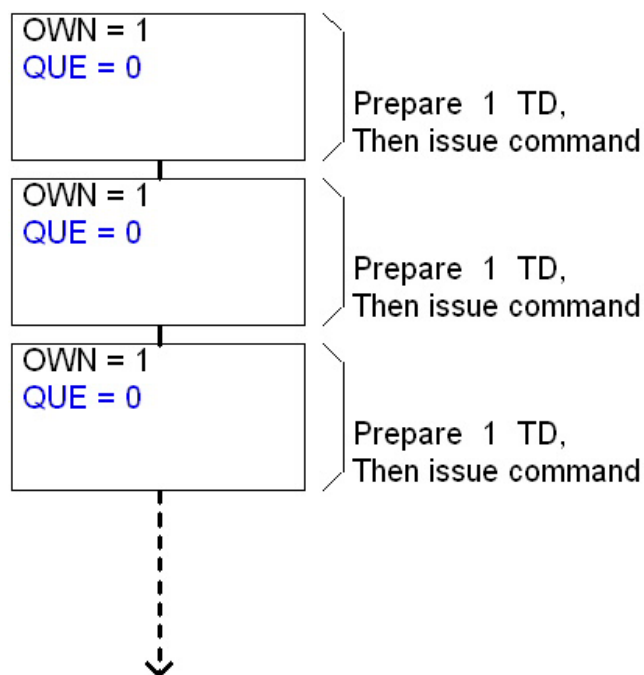 OWN = 1
QUE = 0
Prepare 1 TD,
Then issue command
OWN = 1
QUE = 0
Prepare 1 TD,
Then issue command
OWN = 1
QUE = 0
Prepare 1 TD,
Then issue command